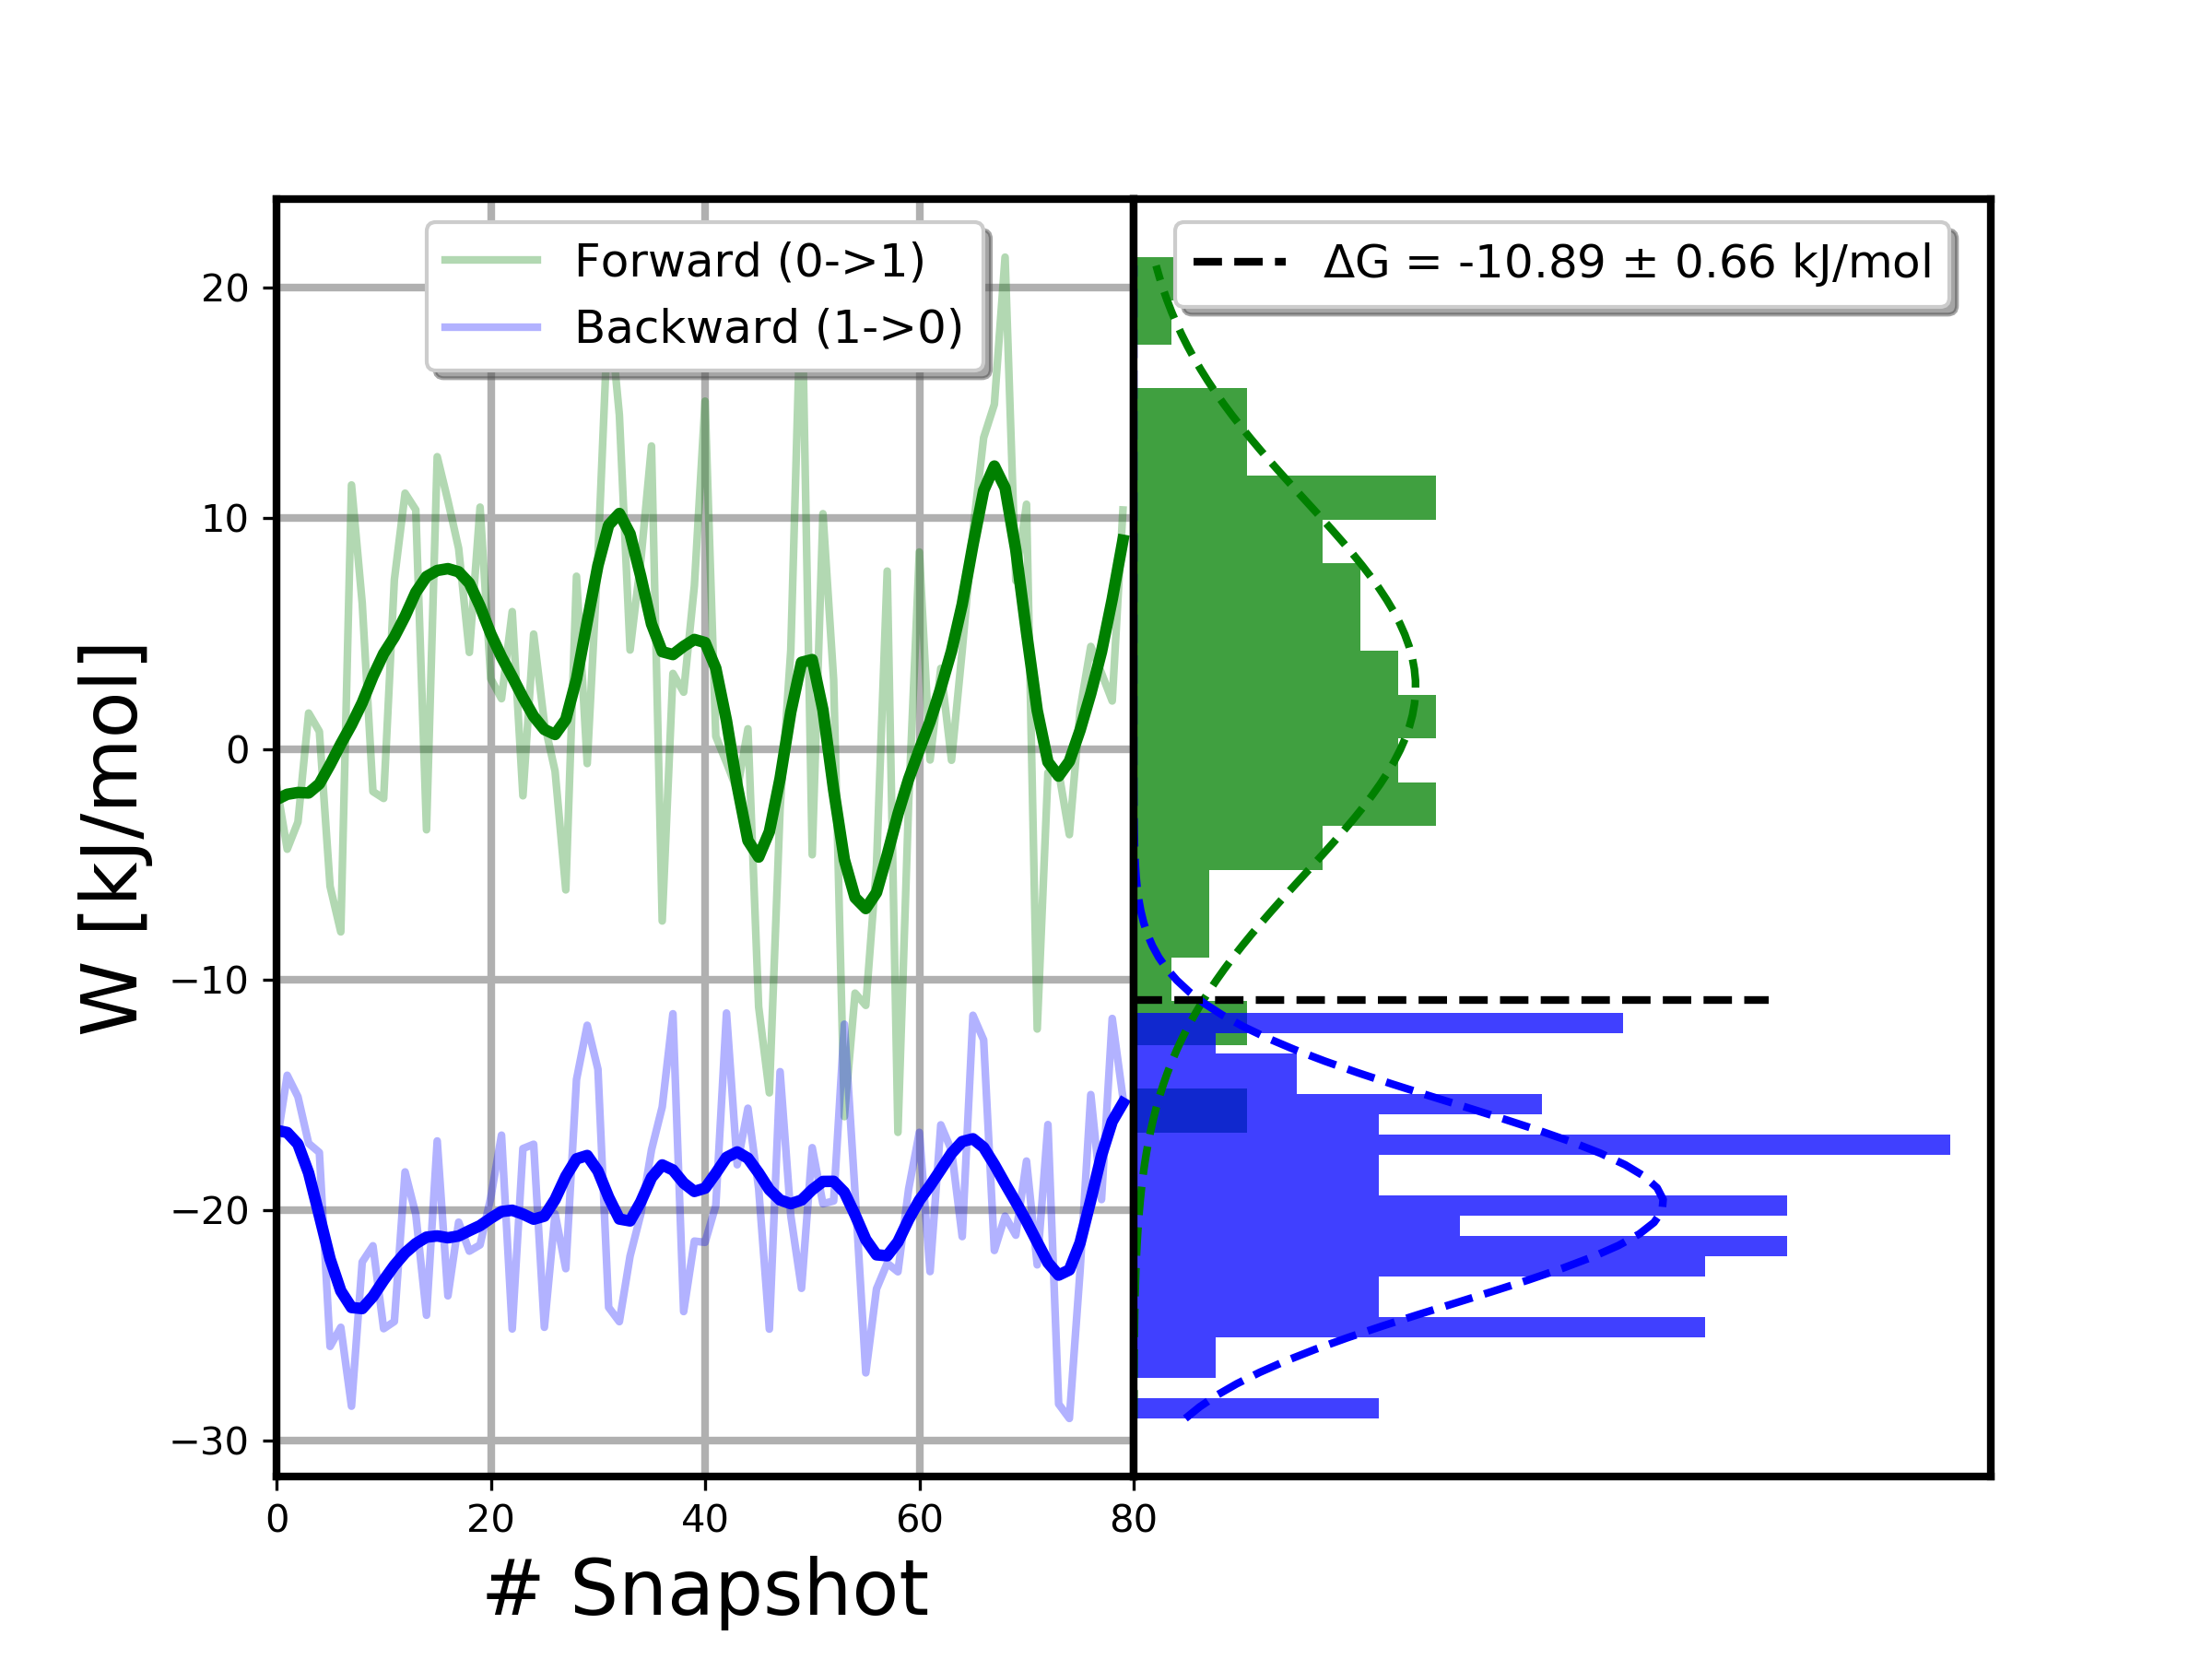 W [kJ/mol]
20
10
0
−10
−20
−30
Forward (0->1)
Backward (1->0)
ΔG = -10.89 ± 0.66 kJ/mol
0 20 40 60 80
# Snapshot